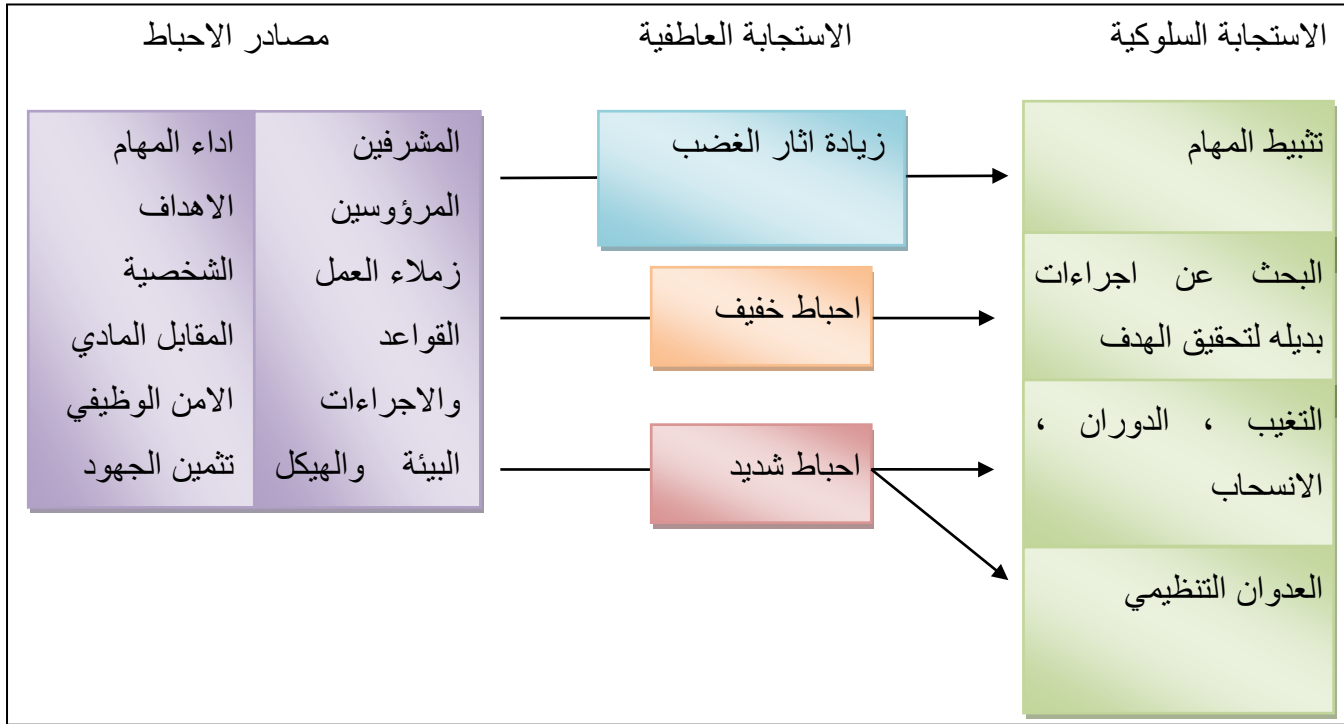 الاستجابة السلوكية
الاستجابة العاطفية
مصادر الاحباط
تثبيط المهام
البحث عن اجراءات
بديله لتحقيق الهدف
التغيب ، الدوران ،
الانسحاب
العدوان التنظيمي
زيادة اثار الغضب
احباط خفيف
احباط شديد
المشرفين
المرؤوسين
زملاء العمل
القواعد
والاجراءات
البيئة والهيكل
اداء المهام
الاهداف
الشخصية
المقابل المادي
الامن الوظيفي
تثمين الجهود